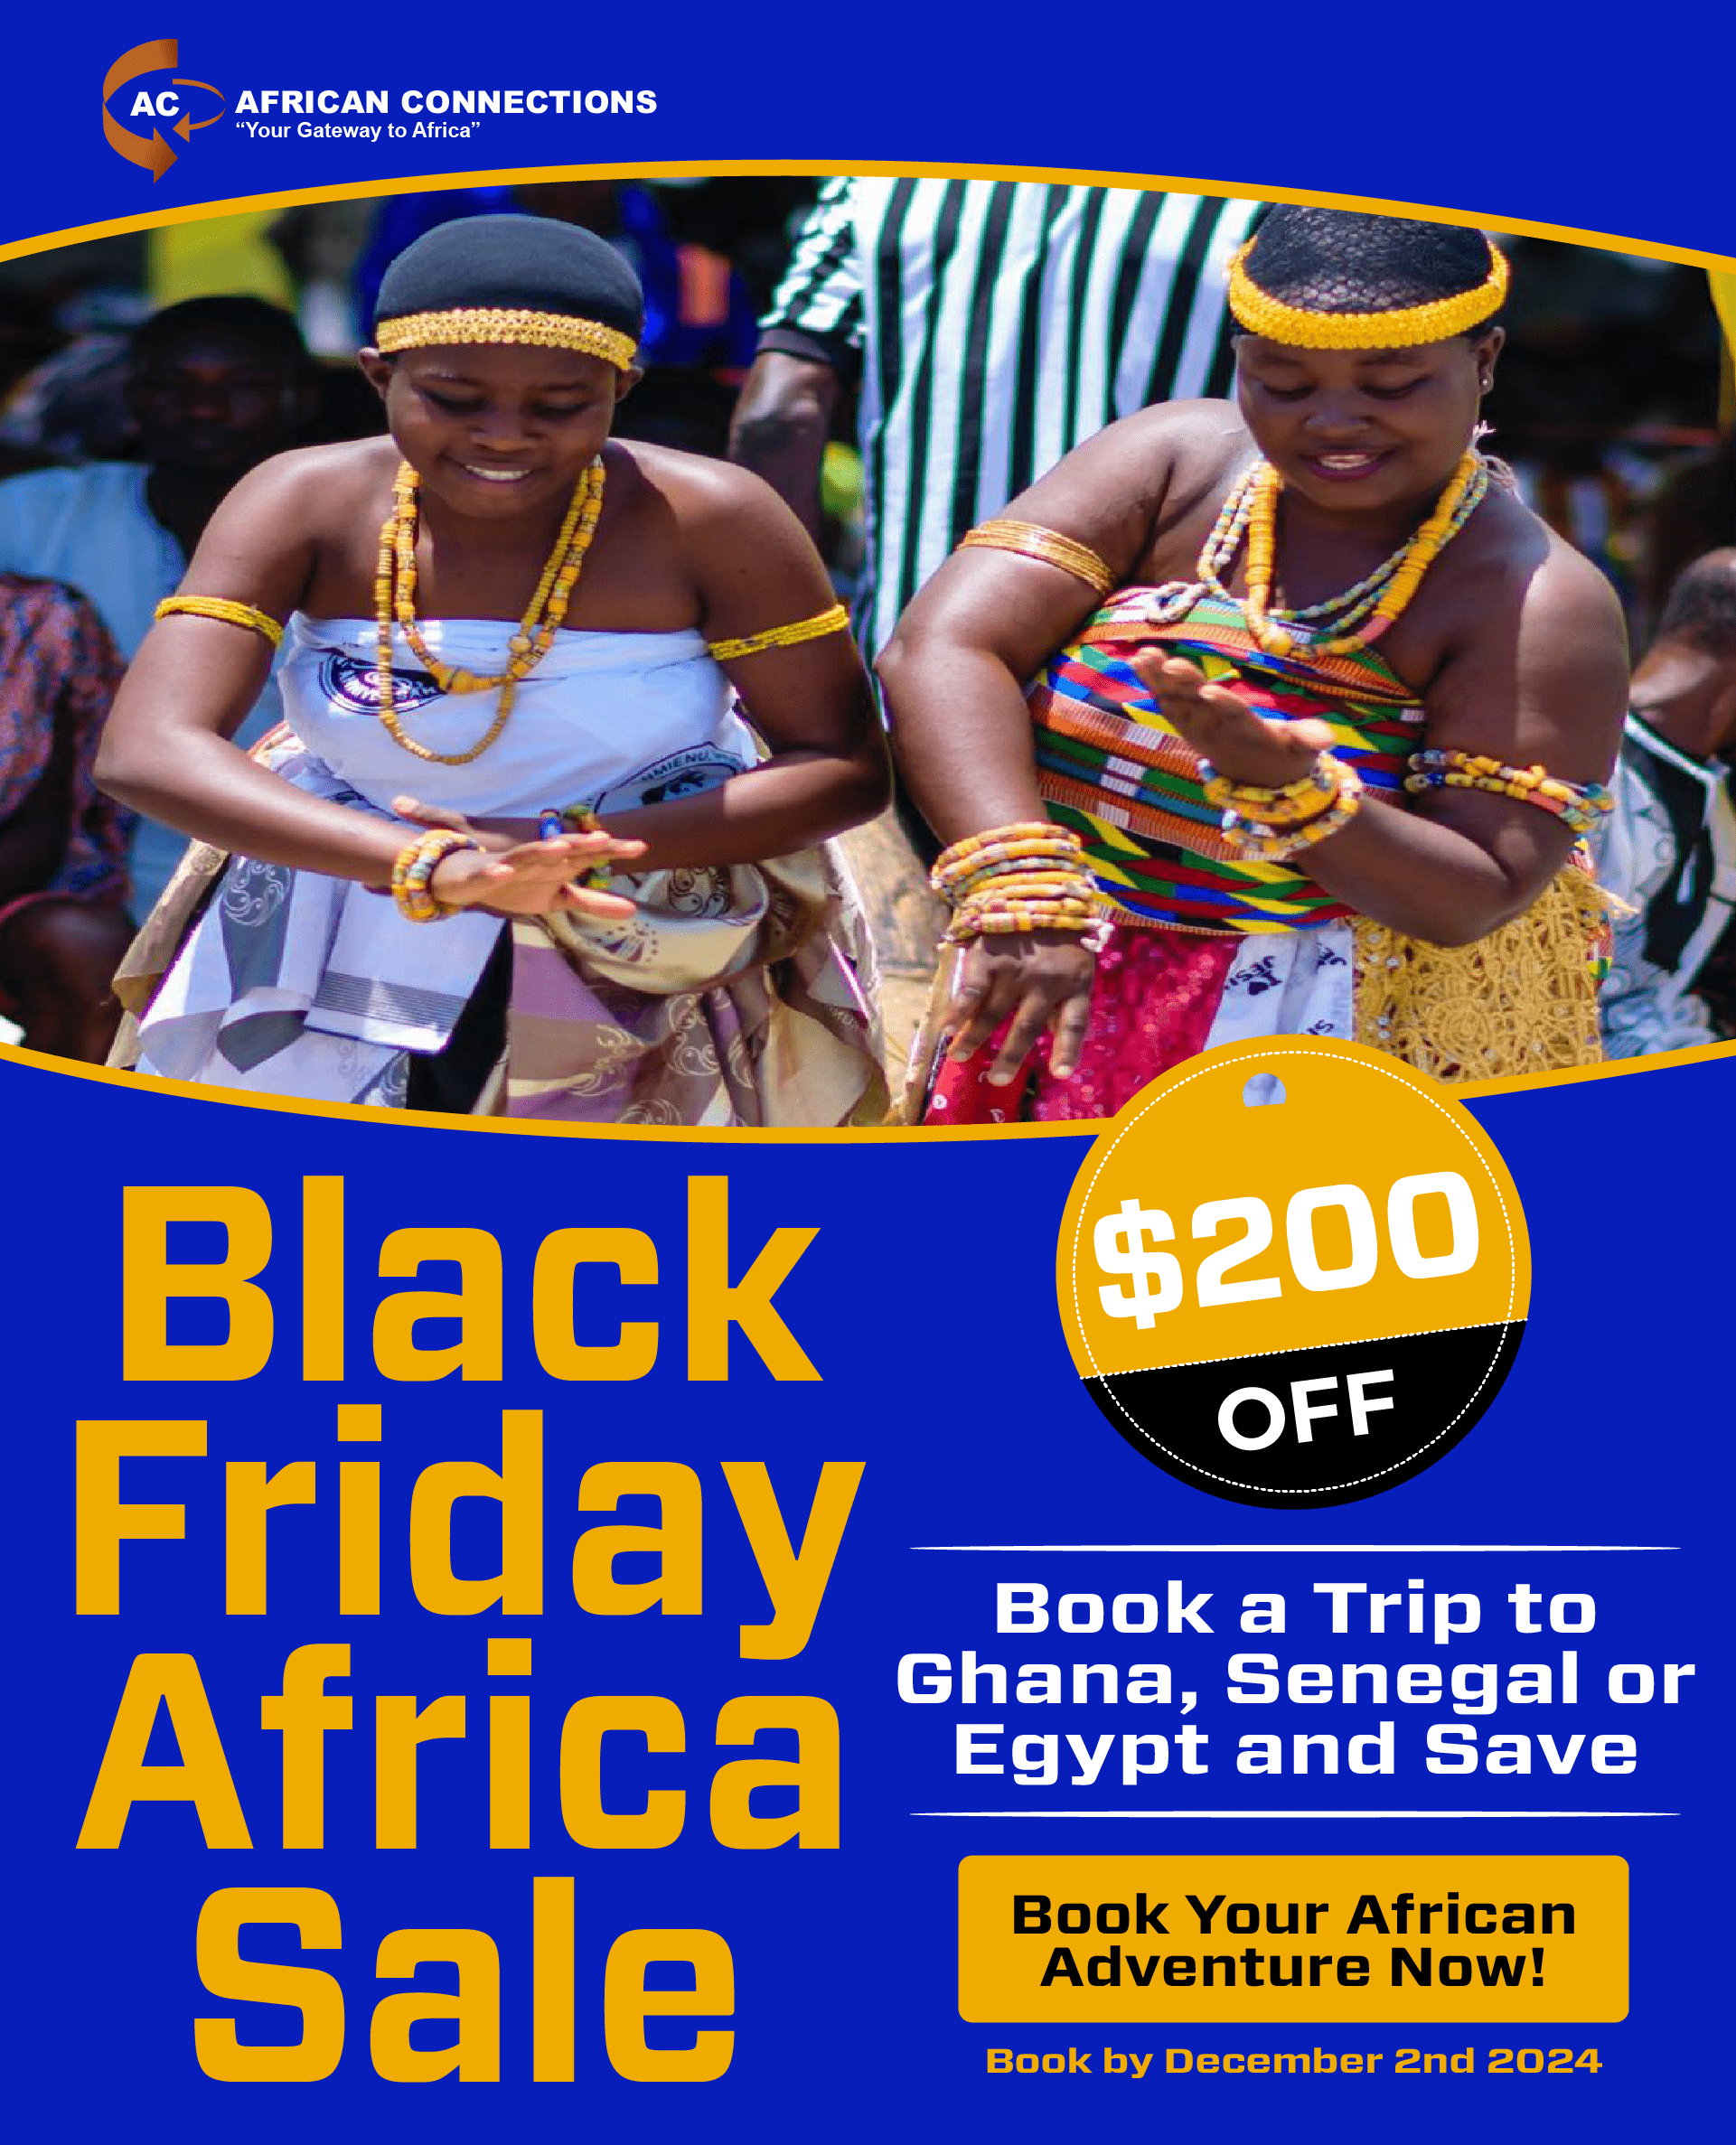 AC
AFRICAN CONNECTIONS
“Your Gateway to Africa”
$200
OFF
Black
Friday
Africa
Sale
Book a Trip to
Ghana, Senegal or
Egypt and Save
Book Your African
Adventure Now!
Book by December 2nd 2024